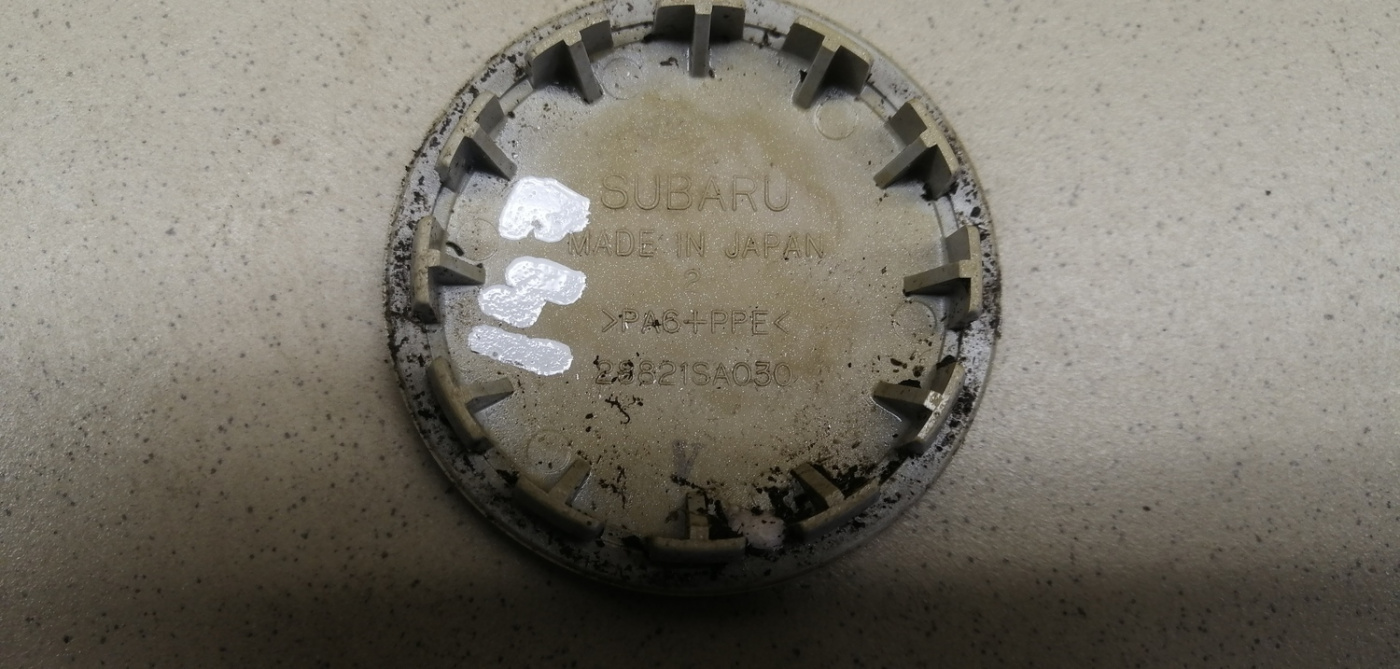 SUBARU
MADE IN JAPAN
2
>PA6+PPE<
28821SA030